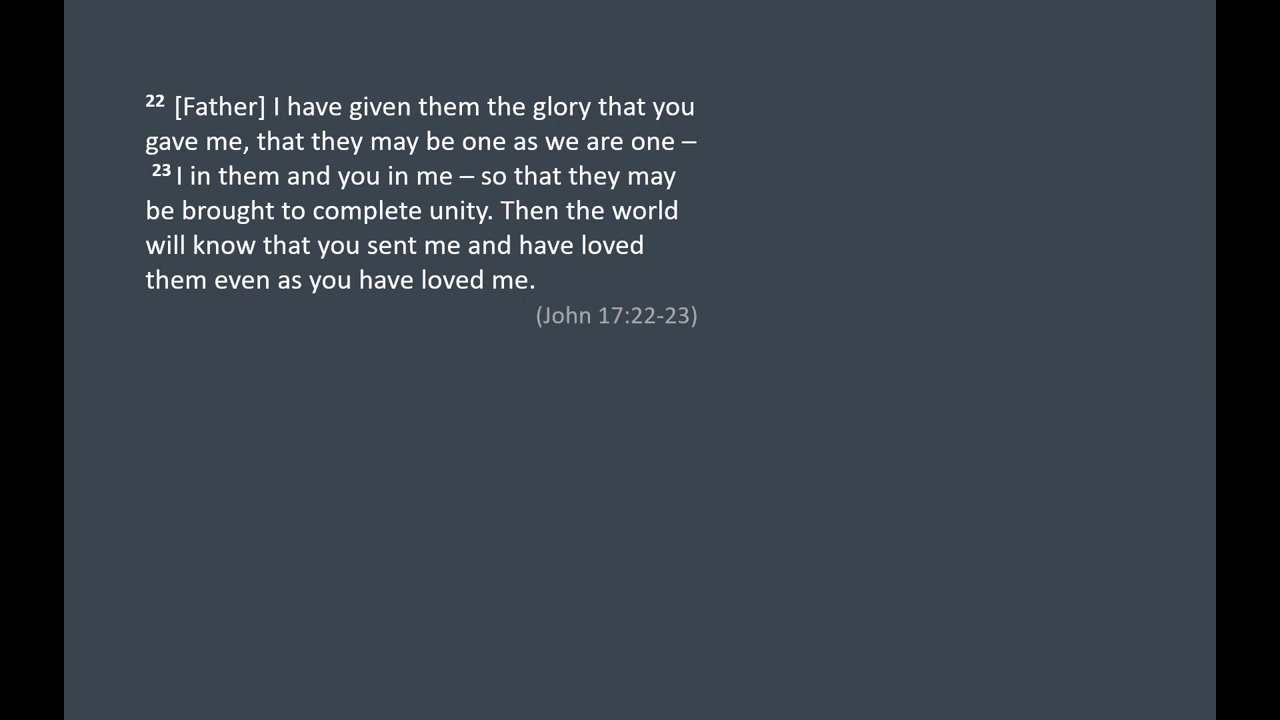 22 [Father] I have given them the glory that you
gave me, that they may be one as we are one –
23 I in them and you in me – so that they may
be brought to complete unity. Then the world
will know that you sent me and have loved
them even as you have loved me.
(John 17:22-23)